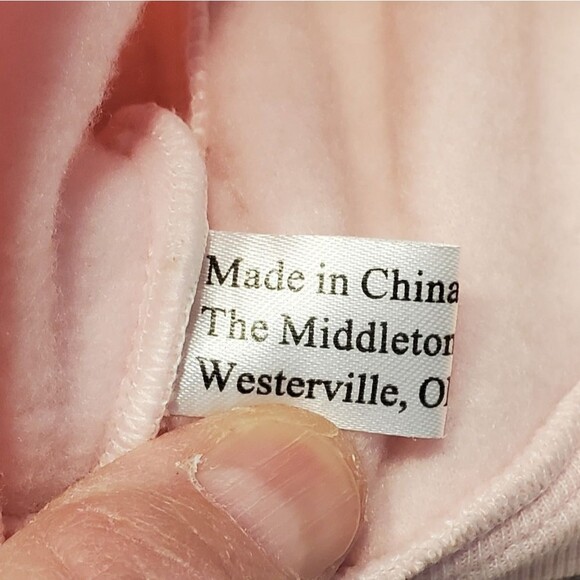 Made in China
The Middleton
Westerville, O